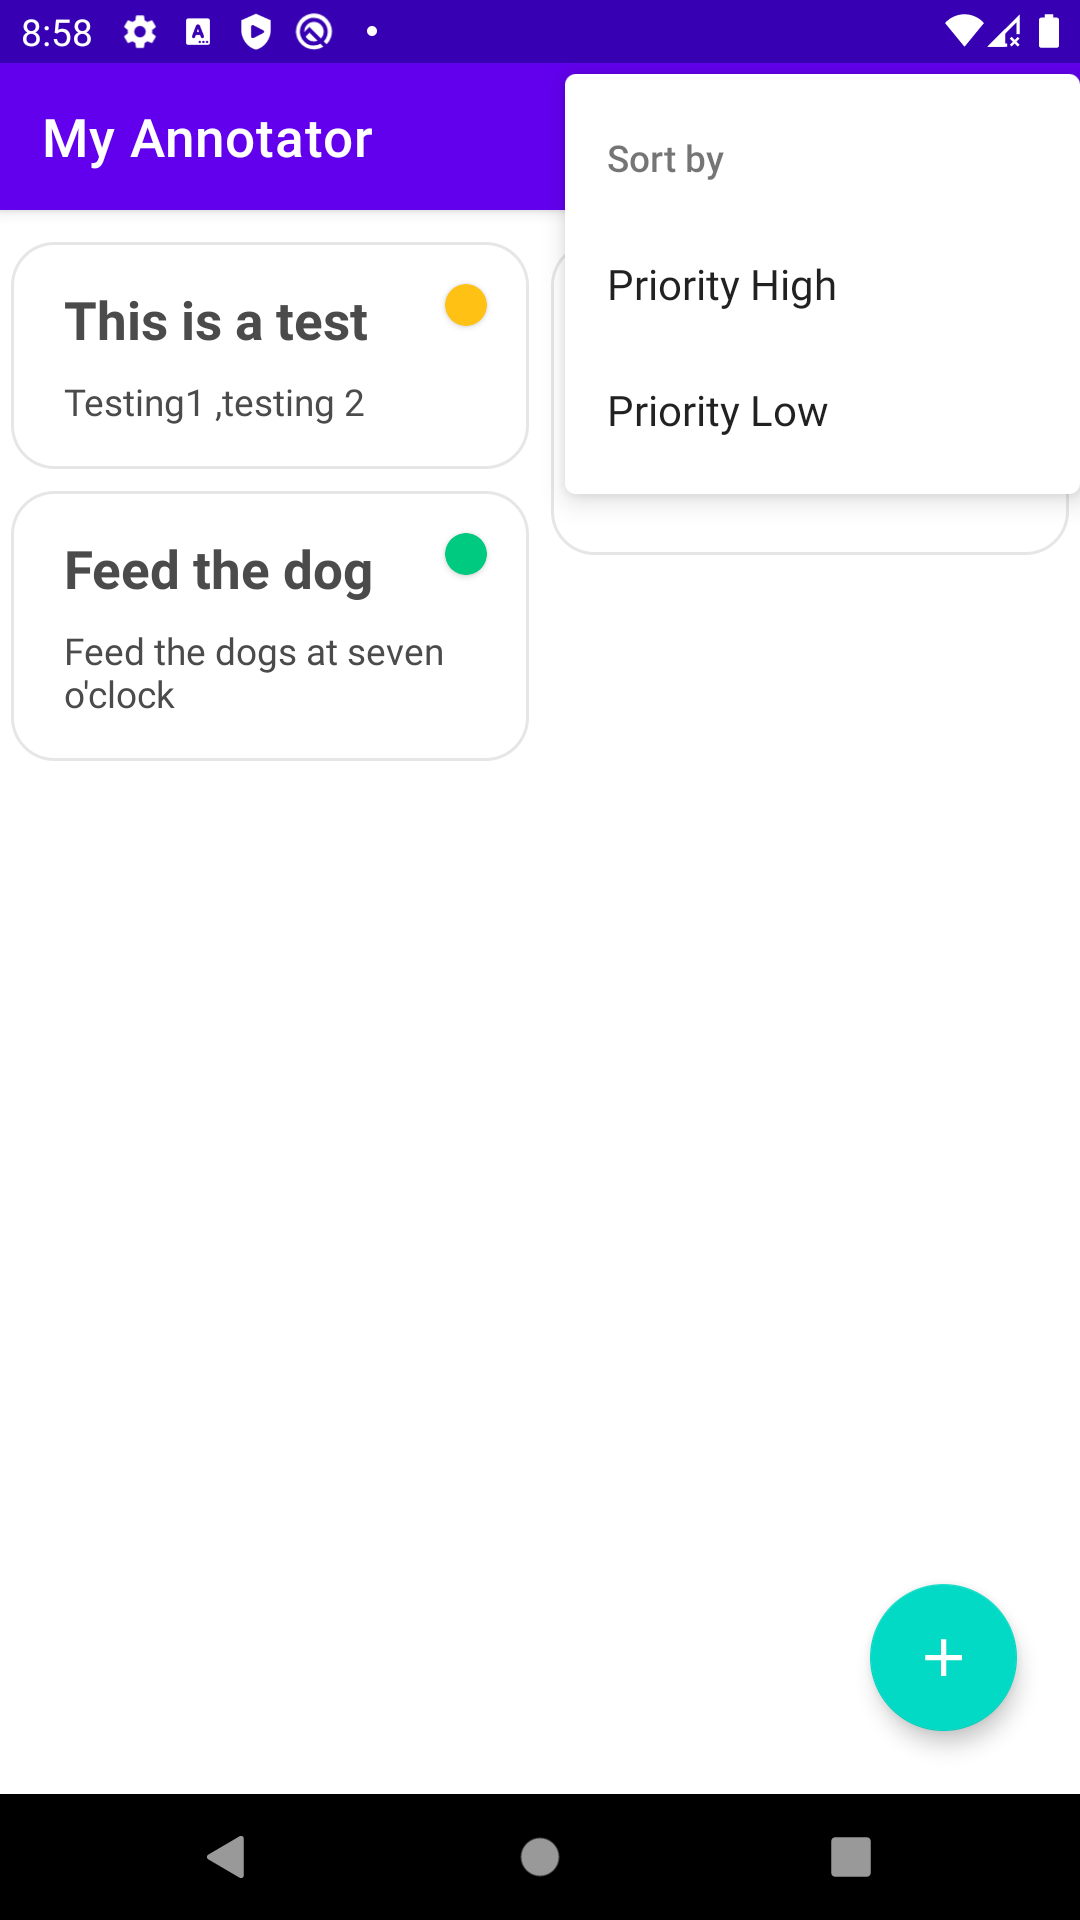 8:58
My Annotator
Sort by
Priority High
Priority Low
This is a test
Testing1 ,testing 2
Feed the dog
Feed the dogs at seven
o'clock